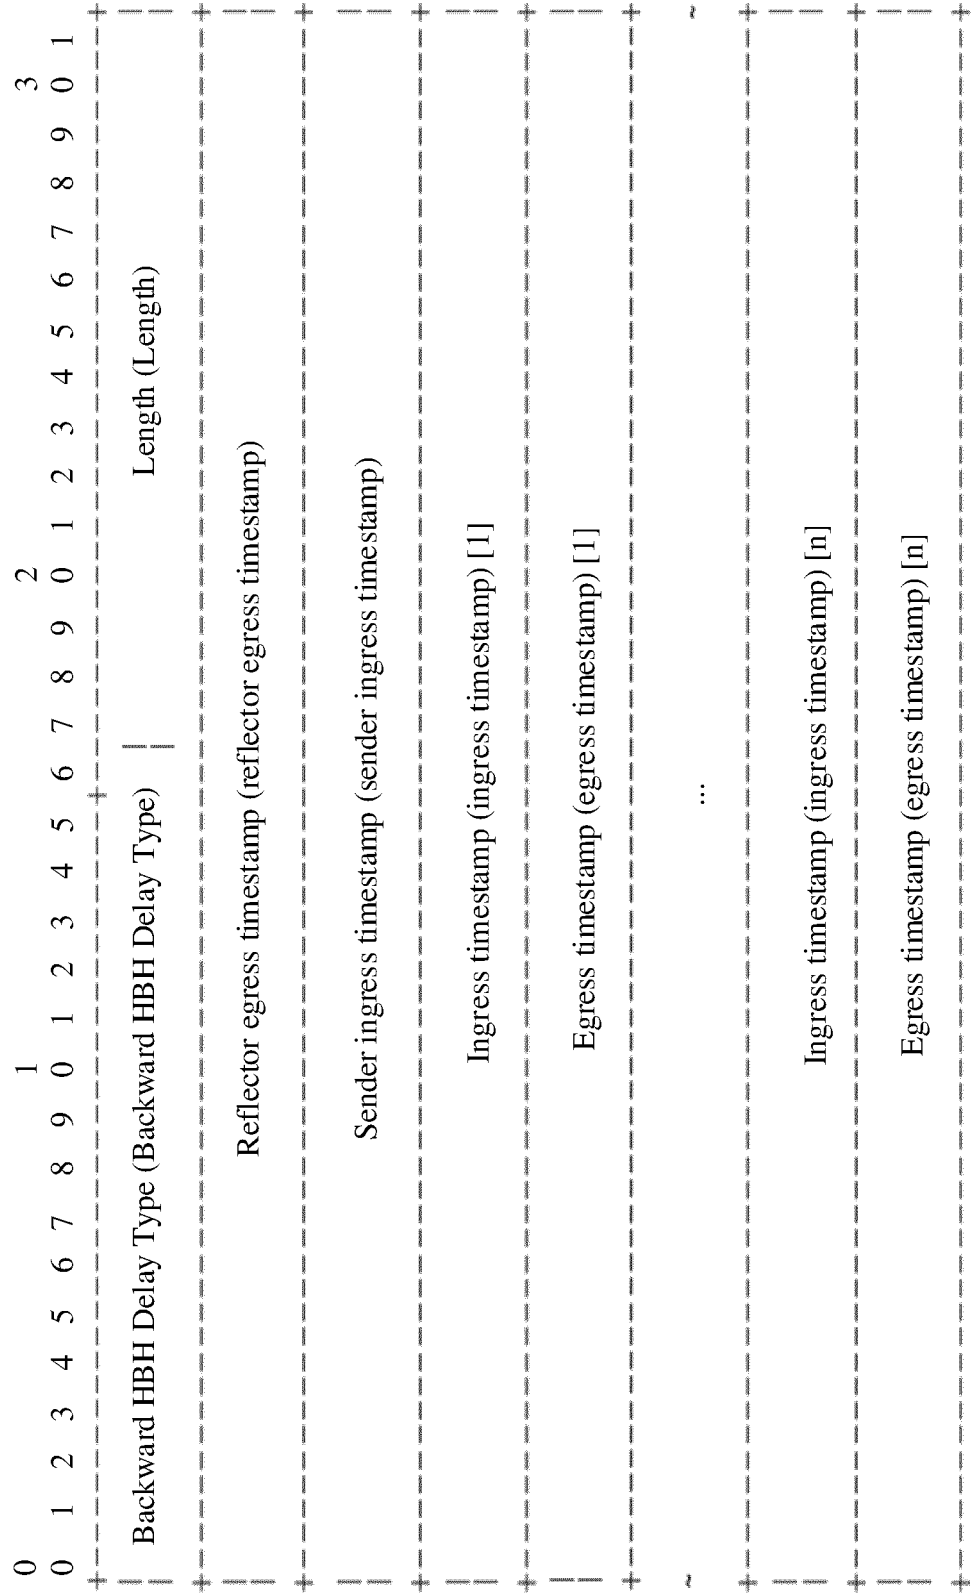 0 1 2 3
0 1 2 3 4 5 6 7 8 9 0 1 2 3 4 5 6 7 8 9 0 1 2 3 4 5 6 7 8 9 0 1
Backward HBH Delay Type (Backward HBH Delay Type) | Length (Length)
Reflector egress timestamp (reflector egress timestamp)
Sender ingress timestamp (sender ingress timestamp)
Ingress timestamp (ingress timestamp) [1]
Egress timestamp (egress timestamp) [1]
~ ... ~
Ingress timestamp (ingress timestamp) [n]
Egress timestamp (egress timestamp) [n]